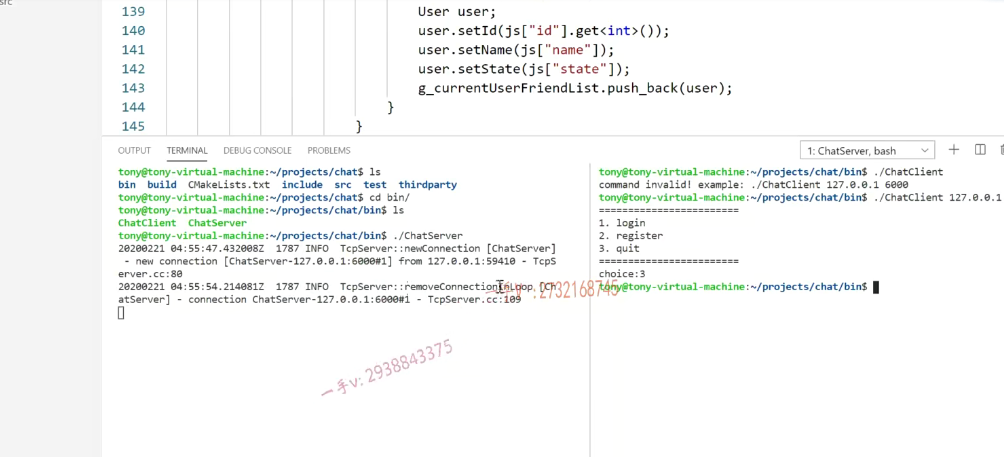 src
139 User user;
140 user.setId(js["id"].get<int>());
141 user.setName(js["name"]);
142 user.setState(js["state"]);
143 g_currentUserFriendList.push_back(user);
144 }
145 }
OUTPUT TERMINAL DEBUG CONSOLE PROBLEMS 1: ChatServer, bash
tony@tony-virtual-machine:~/projects/chat$ ls
bin build CMakeLists.txt include src test thirdparty
tony@tony-virtual-machine:~/projects/chat$ cd bin/
tony@tony-virtual-machine:~/projects/chat/bin$ ls
ChatClient ChatServer
tony@tony-virtual-machine:~/projects/chat/bin$ ./ChatServer
20200221 04:55:47.432008Z 1787 INFO TcpServer::newConnection [ChatServer]
- new connection [ChatServer-127.0.0.1:6000#1] from 127.0.0.1:59410 - TcpS
erver.cc:80
20200221 04:55:54.214081Z 1787 INFO TcpServer::removeConnectionInLoop [Ch
atServer] - connection ChatServer-127.0.0.1:6000#1 - TcpServer.cc:109
tony@tony-virtual-machine:~/projects/chat/bin$ ./ChatClient
command invalid! example: ./ChatClient 127.0.0.1 6000
tony@tony-virtual-machine:~/projects/chat/bin$ ./ChatClient 127.0.0.1
========================
1. login
2. register
3. quit
========================
choice:3
tony@tony-virtual-machine:~/projects/chat/bin$
:2732168745
一手v: 2938843375